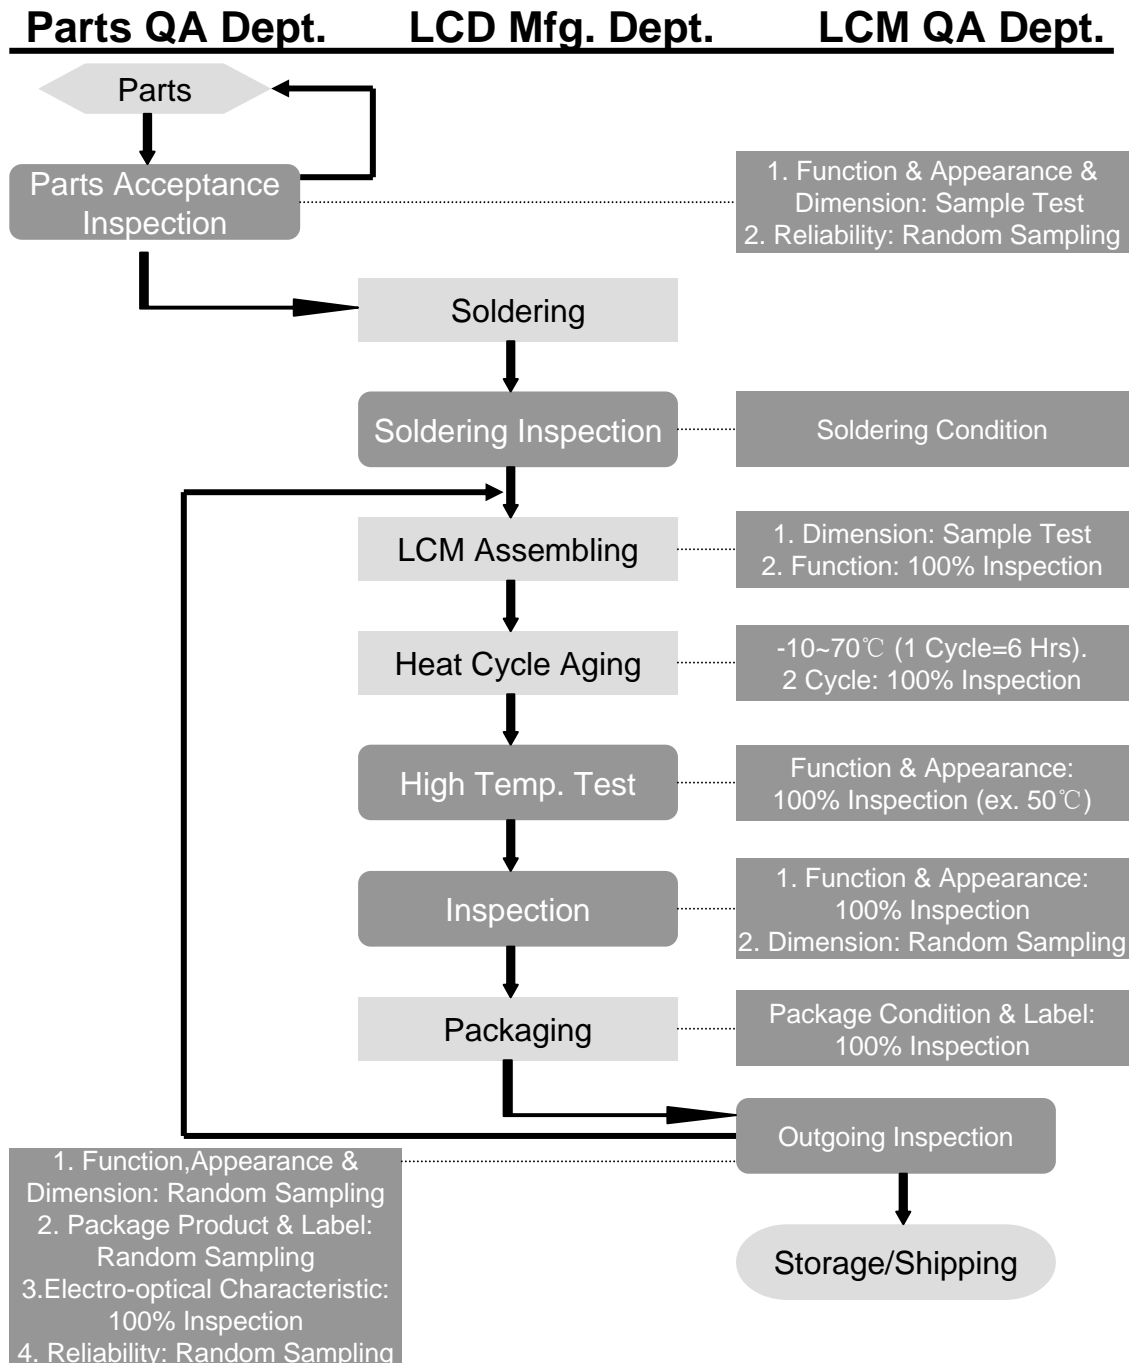 Parts QA Dept. LCD Mfg. Dept. LCM QA Dept.
Parts
Parts Acceptance
Inspection
1. Function & Appearance &
Dimension: Sample Test
2. Reliability: Random Sampling
Soldering
Soldering Inspection
Soldering Condition
LCM Assembling
1. Dimension: Sample Test
2. Function: 100% Inspection
Heat Cycle Aging
-10~70℃ (1 Cycle=6 Hrs).
2 Cycle: 100% Inspection
High Temp. Test
Function & Appearance:
100% Inspection (ex. 50℃)
Inspection
1. Function & Appearance:
100% Inspection
2. Dimension: Random Sampling
Packaging
Package Condition & Label:
100% Inspection
Outgoing Inspection
1. Function,Appearance &
Dimension: Random Sampling
2. Package Product & Label:
Random Sampling
3.Electro-optical Characteristic:
100% Inspection
4. Reliability: Random Sampling
Storage/Shipping